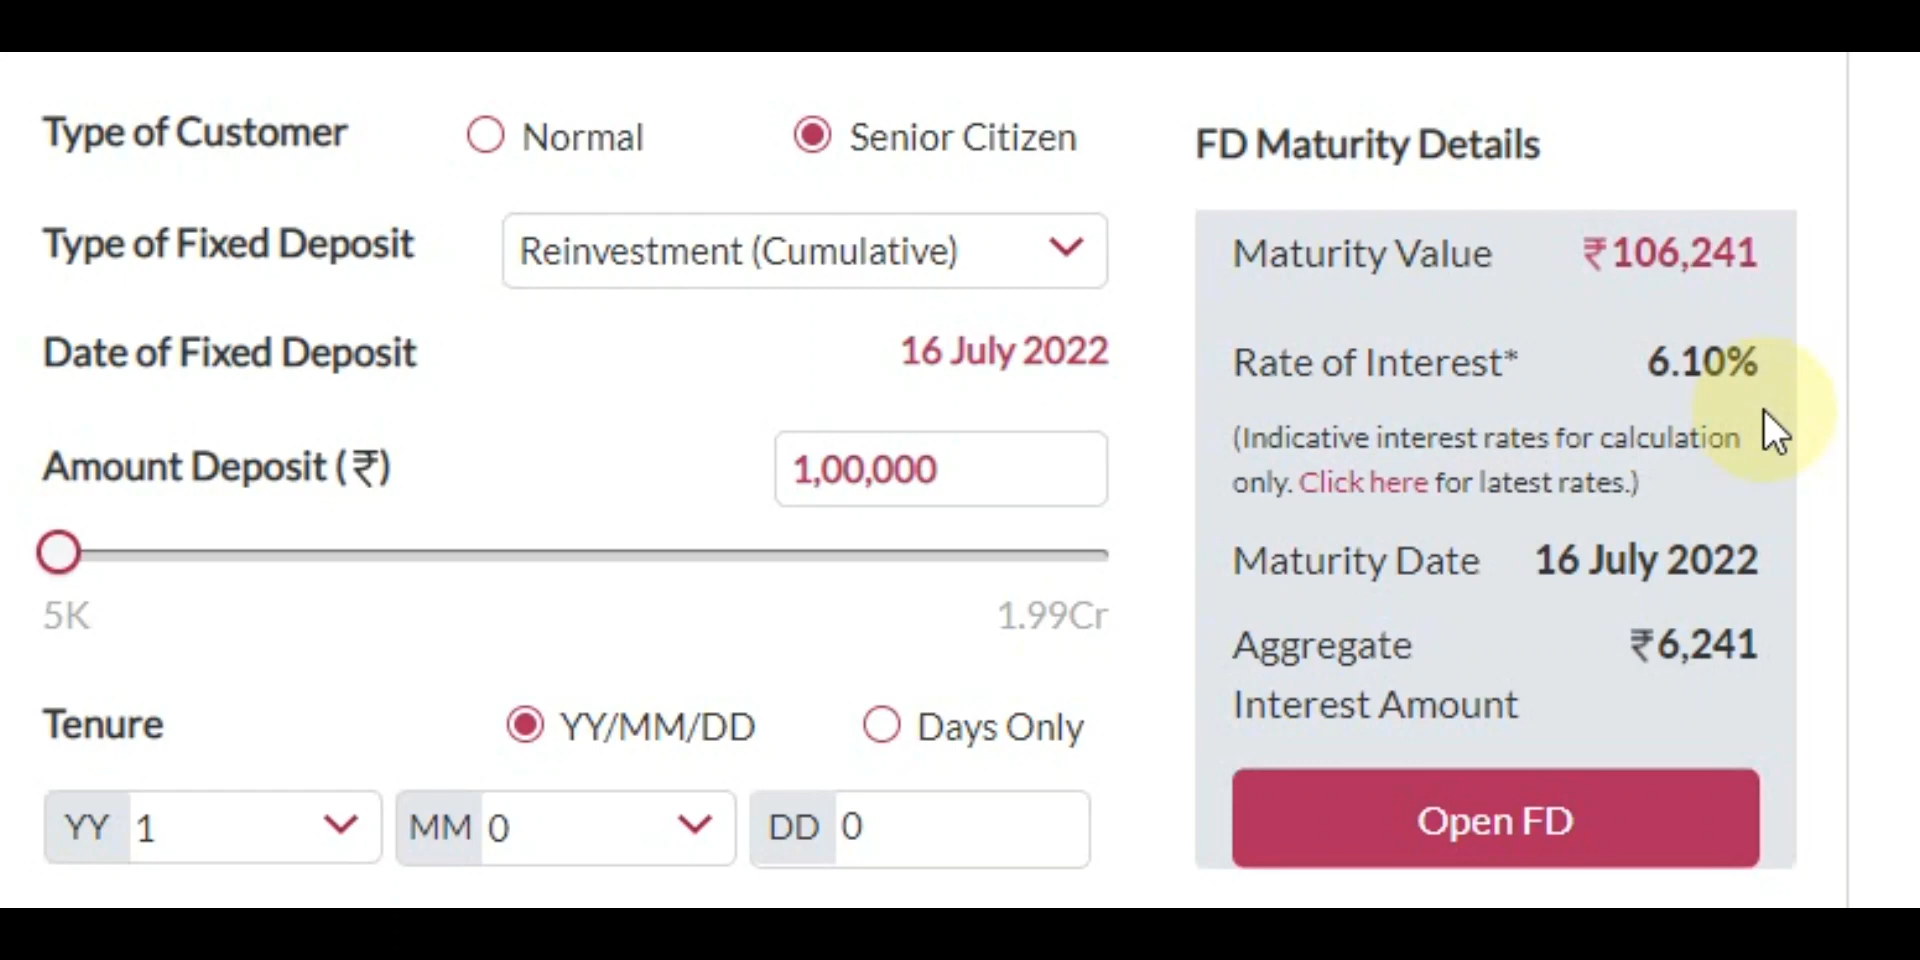 Type of Customer Normal Senior Citizen
Type of Fixed Deposit Reinvestment (Cumulative)
Date of Fixed Deposit 16 July 2022
Amount Deposit (₹) 1,00,000
5K 1.99Cr
Tenure YY/MM/DD Days Only
YY 1 MM 0 DD 0
FD Maturity Details
Maturity Value ₹106,241
Rate of Interest* 6.10%
(Indicative interest rates for calculation
only. Click here for latest rates.)
Maturity Date 16 July 2022
Aggregate ₹6,241
Interest Amount
Open FD